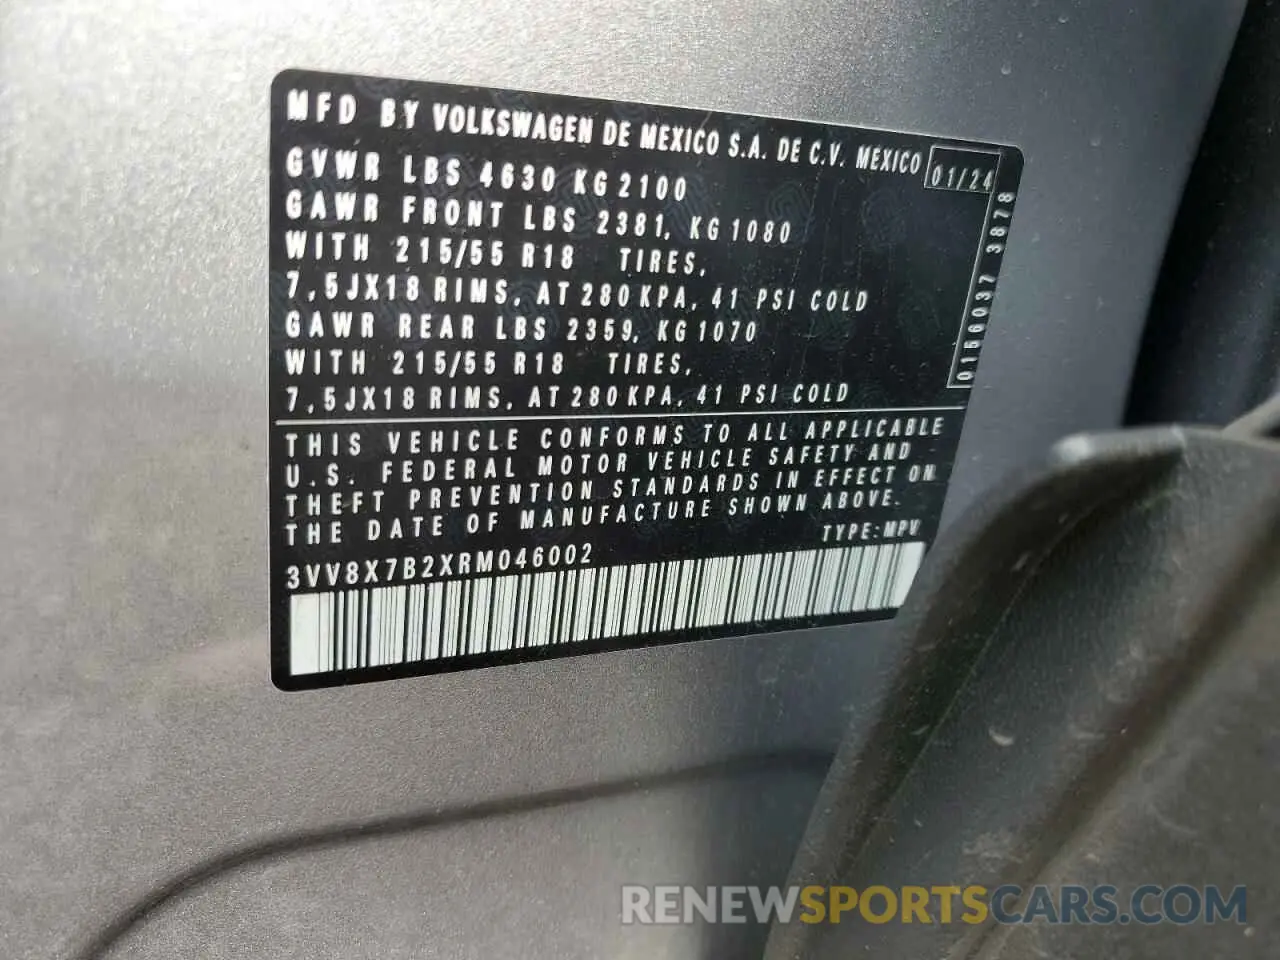 MFD BY VOLKSWAGEN DE MEXICO S.A. DE C.V. MEXICO 01/24
GVWR LBS 4630 KG 2100
GAWR FRONT LBS 2381, KG 1080
WITH 215/55 R18 TIRES,
7,5JX18 RIMS, AT 280 KPA, 41 PSI COLD
GAWR REAR LBS 2359, KG 1070
WITH 215/55 R18 TIRES,
7,5JX18 RIMS, AT 280 KPA, 41 PSI COLD
0156037 3878
THIS VEHICLE CONFORMS TO ALL APPLICABLE
U.S. FEDERAL MOTOR VEHICLE SAFETY AND
THEFT PREVENTION STANDARDS IN EFFECT ON
THE DATE OF MANUFACTURE SHOWN ABOVE.
TYPE: MPV
3VV8X7B2XRM046002
RENEWSPORTSCARS.COM